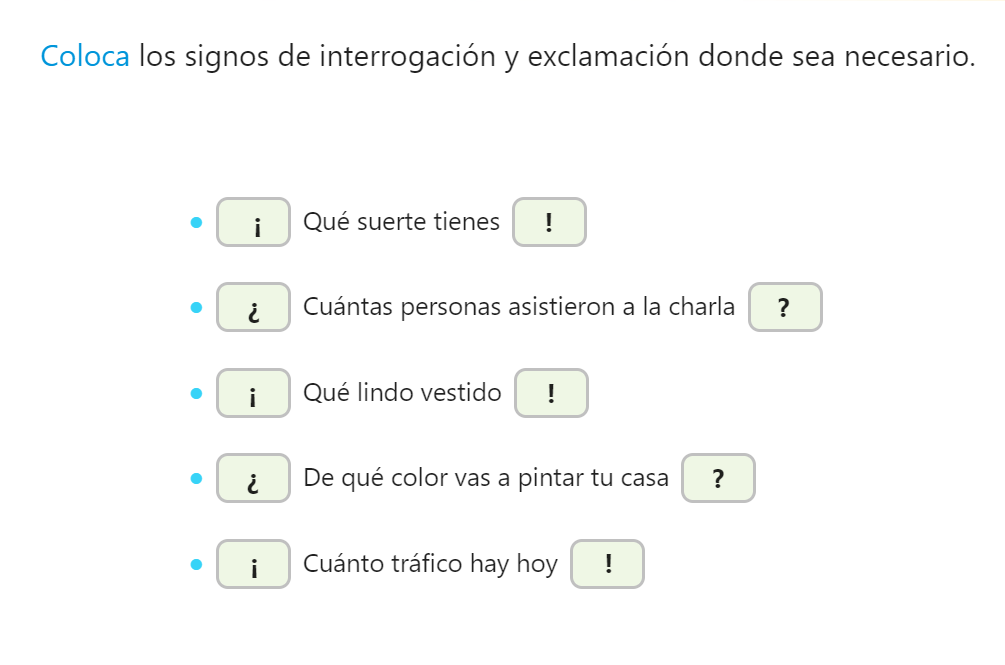 Coloca los signos de interrogación y exclamación donde sea necesario.
¡ Qué suerte tienes !
¿ Cuántas personas asistieron a la charla ?
¡ Qué lindo vestido !
¿ De qué color vas a pintar tu casa ?
¡ Cuánto tráfico hay hoy !